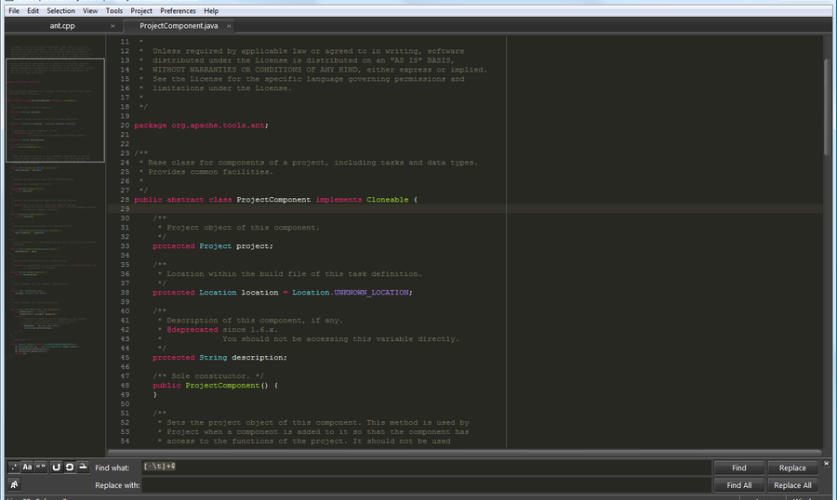 File Edit Selection View Tools Project Preferences Help
ant.cpp × ProjectComponent.java ×
11 *
12 * Unless required by applicable law or agreed to in writing, software
13 * distributed under the License is distributed on an "AS IS" BASIS,
14 * WITHOUT WARRANTIES OR CONDITIONS OF ANY KIND, either express or implied.
15 * See the License for the specific language governing permissions and
16 * limitations under the License.
17 *
18 */
19
20 package org.apache.tools.ant;
21
22
23 /**
24 * Base class for components of a project, including tasks and data types.
25 * Provides common facilities.
26 *
27 */
28 public abstract class ProjectComponent implements Cloneable {
29
30 /**
31 * Project object of this component.
32 */
33 protected Project project;
34
35 /**
36 * Location within the build file of this task definition.
37 */
38 protected Location location = Location.UNKNOWN_LOCATION;
39
40 /**
41 * Description of this component, if any.
42 * @deprecated since 1.6.x.
43 * You should not be accessing this variable directly.
44 */
45 protected String description;
46
47 /** Sole constructor. */
48 public ProjectComponent() {
49 }
50
51 /**
52 * Sets the project object of this component. This method is used by
53 * Project when a component is added to it so that the component has
54 * access to the functions of the project. It should not be used
.* Aa "" Find what: [ \t]+$ Find Replace
Replace with: Find All Replace All